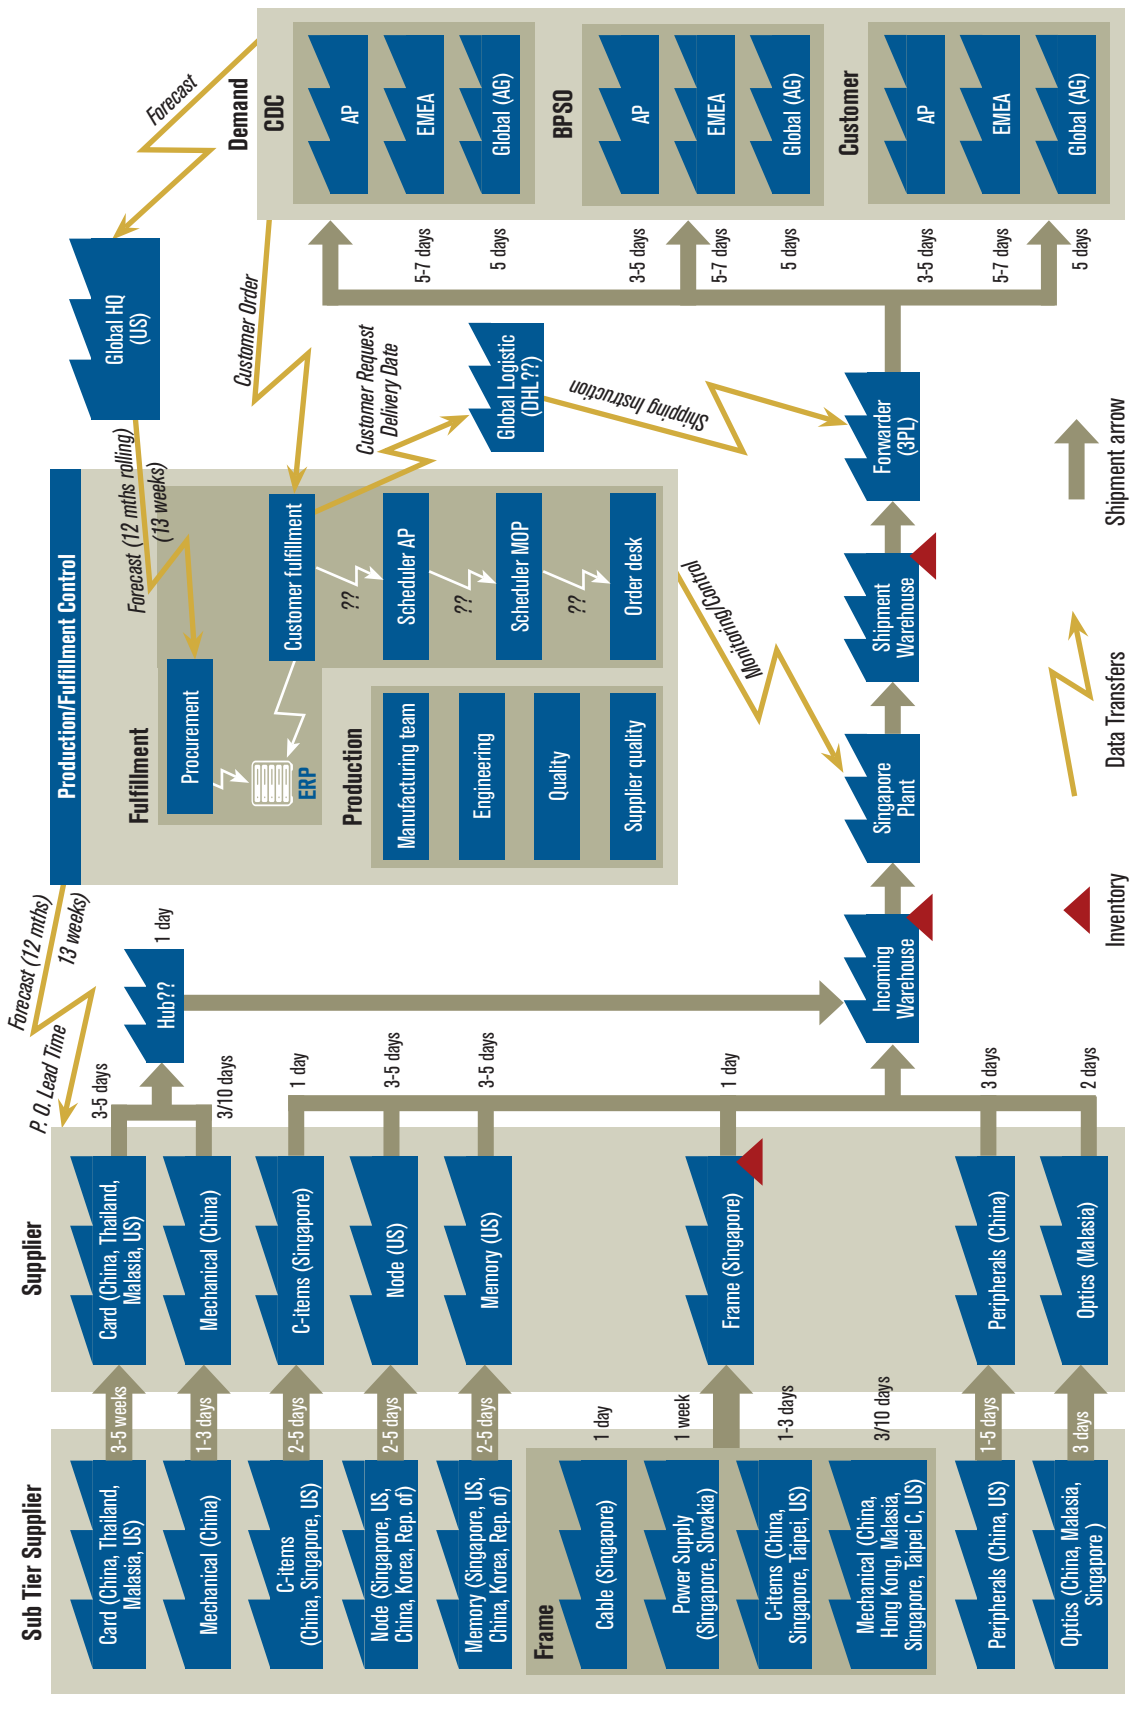 Sub Tier Supplier
Card (China, Thailand,
Malasia, US)
Mechanical (China)
C-items
(China, Singapore, US)
Node (Singapore, US,
China, Korea, Rep. of)
Memory (Singapore, US,
China, Korea, Rep. of)
Frame
Cable (Singapore)
Power Supply
(Singapore, Slovakia)
C-items (China,
Singapore, Taipei, US)
Mechanical (China,
Hong Kong, Malasia,
Singapore, Taipei C, US)
Peripherals (China, US)
Optics (China, Malasia,
Singapore )
3-5 weeks
1-3 days
2-5 days
2-5 days
2-5 days
1 day
1 week
1-3 days
3/10 days
1-5 days
3 days
Supplier
Card (China, Thailand,
Malasia, US)
Mechanical (China)
C-items (Singapore)
Node (US)
Memory (US)
Frame (Singapore)
Peripherals (China)
Optics (Malasia)
3-5 days
3/10 days
1 day
3-5 days
3-5 days
1 day
3 days
2 days
P. O. Lead Time
Forecast (12 mths)
13 weeks)
Hub??
1 day
Incoming
Warehouse
Production/Fulfillment Control
Fulfillment
Procurement
ERP
Customer fulfillment
??
Scheduler AP
??
Scheduler MOP
??
Order desk
Production
Manufacturing team
Engineering
Quality
Supplier quality
Forecast (12 mths rolling)
(13 weeks)
Global HQ
(US)
Forecast
Customer Order
Customer Request
Delivery Date
Global Logistic
(DHL??)
Shipping Instruction
Monitoring/Control
Singapore
Plant
Shipment
Warehouse
Forwarder
(3PL)
5-7 days
5 days
3-5 days
5-7 days
5 days
3-5 days
5-7 days
5 days
Demand
CDC
AP
EMEA
Global (AG)
BPSO
AP
EMEA
Global (AG)
Customer
AP
EMEA
Global (AG)
Inventory
Data Transfers
Shipment arrow